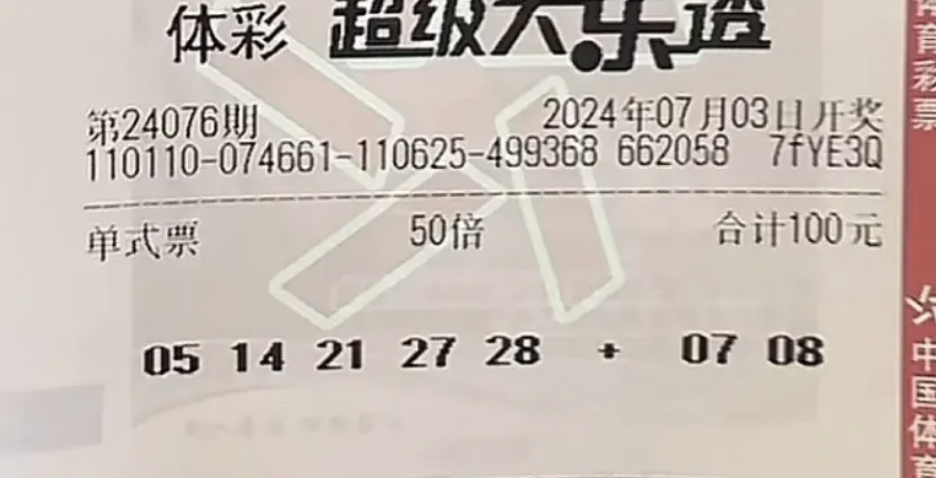 体彩 超级大乐透
第24076期 2024年07月03日开奖
110110-074661-110625-499368 662058 7fYE3Q
单式票 50倍 合计100元
05 14 21 27 28 + 07 08
体育彩票
中国体育